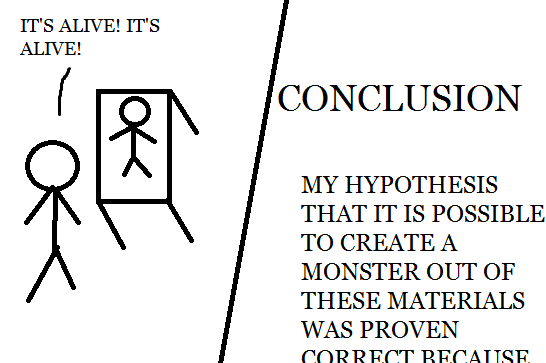 IT'S ALIVE! IT'S
ALIVE!
CONCLUSION
MY HYPOTHESIS
THAT IT IS POSSIBLE
TO CREATE A
MONSTER OUT OF
THESE MATERIALS
WAS PROVEN
CORRECT BECAUSE